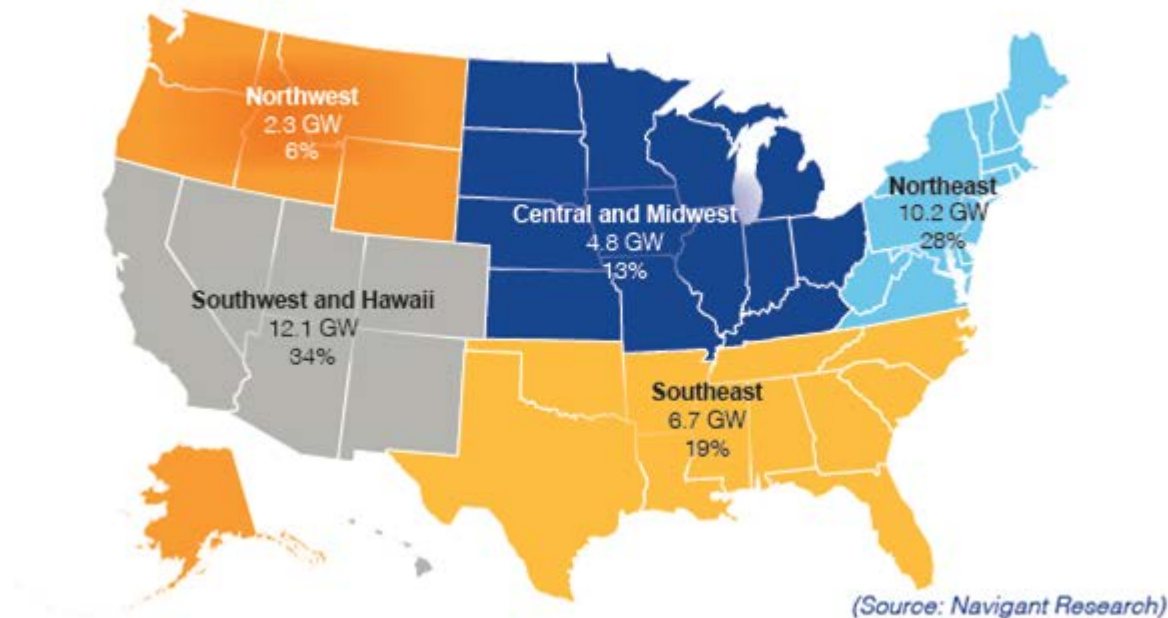 Northwest
2.3 GW
6%
Central and Midwest
4.8 GW
13%
Northeast
10.2 GW
28%
Southwest and Hawaii
12.1 GW
34%
Southeast
6.7 GW
19%
(Source: Navigant Research)